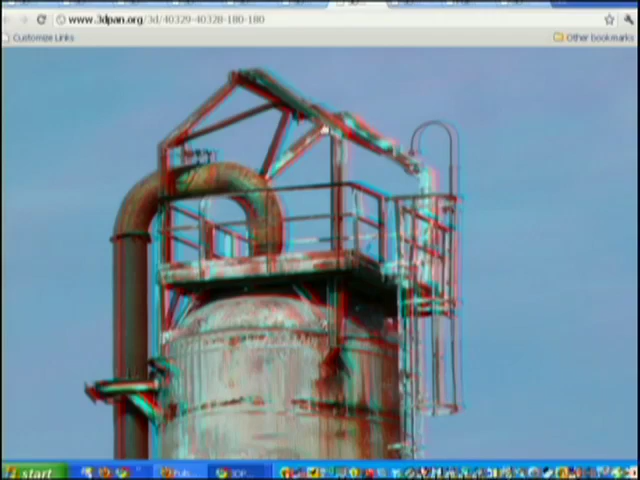 www.3dpan.org/3d/40329-40328-180-180
Customize Links
Other bookmarks
start